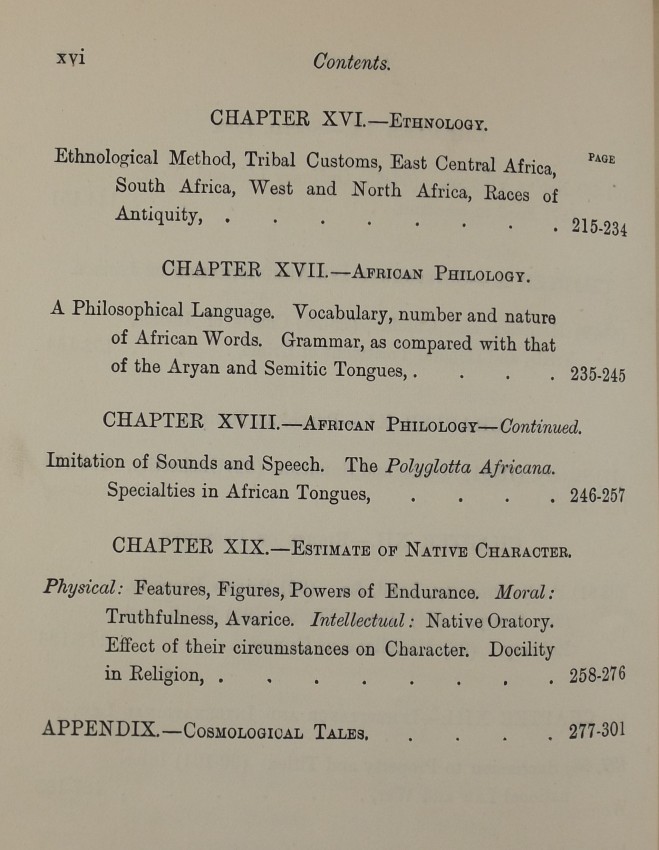 xvi Contents.
CHAPTER XVI.—ETHNOLOGY.
PAGE
Ethnological Method, Tribal Customs, East Central Africa,
South Africa, West and North Africa, Races of
Antiquity, . . . . . . . . 215-234
CHAPTER XVII.—AFRICAN PHILOLOGY.
A Philosophical Language. Vocabulary, number and nature
of African Words. Grammar, as compared with that
of the Aryan and Semitic Tongues, . . . . 235-245
CHAPTER XVIII.—AFRICAN PHILOLOGY—Continued.
Imitation of Sounds and Speech. The Polyglotta Africana.
Specialties in African Tongues, . . . . 246-257
CHAPTER XIX.—ESTIMATE OF NATIVE CHARACTER.
Physical: Features, Figures, Powers of Endurance. Moral:
Truthfulness, Avarice. Intellectual: Native Oratory.
Effect of their circumstances on Character. Docility
in Religion, . . . . . . . . 258-276
APPENDIX.—COSMOLOGICAL TALES. . . . . 277-301